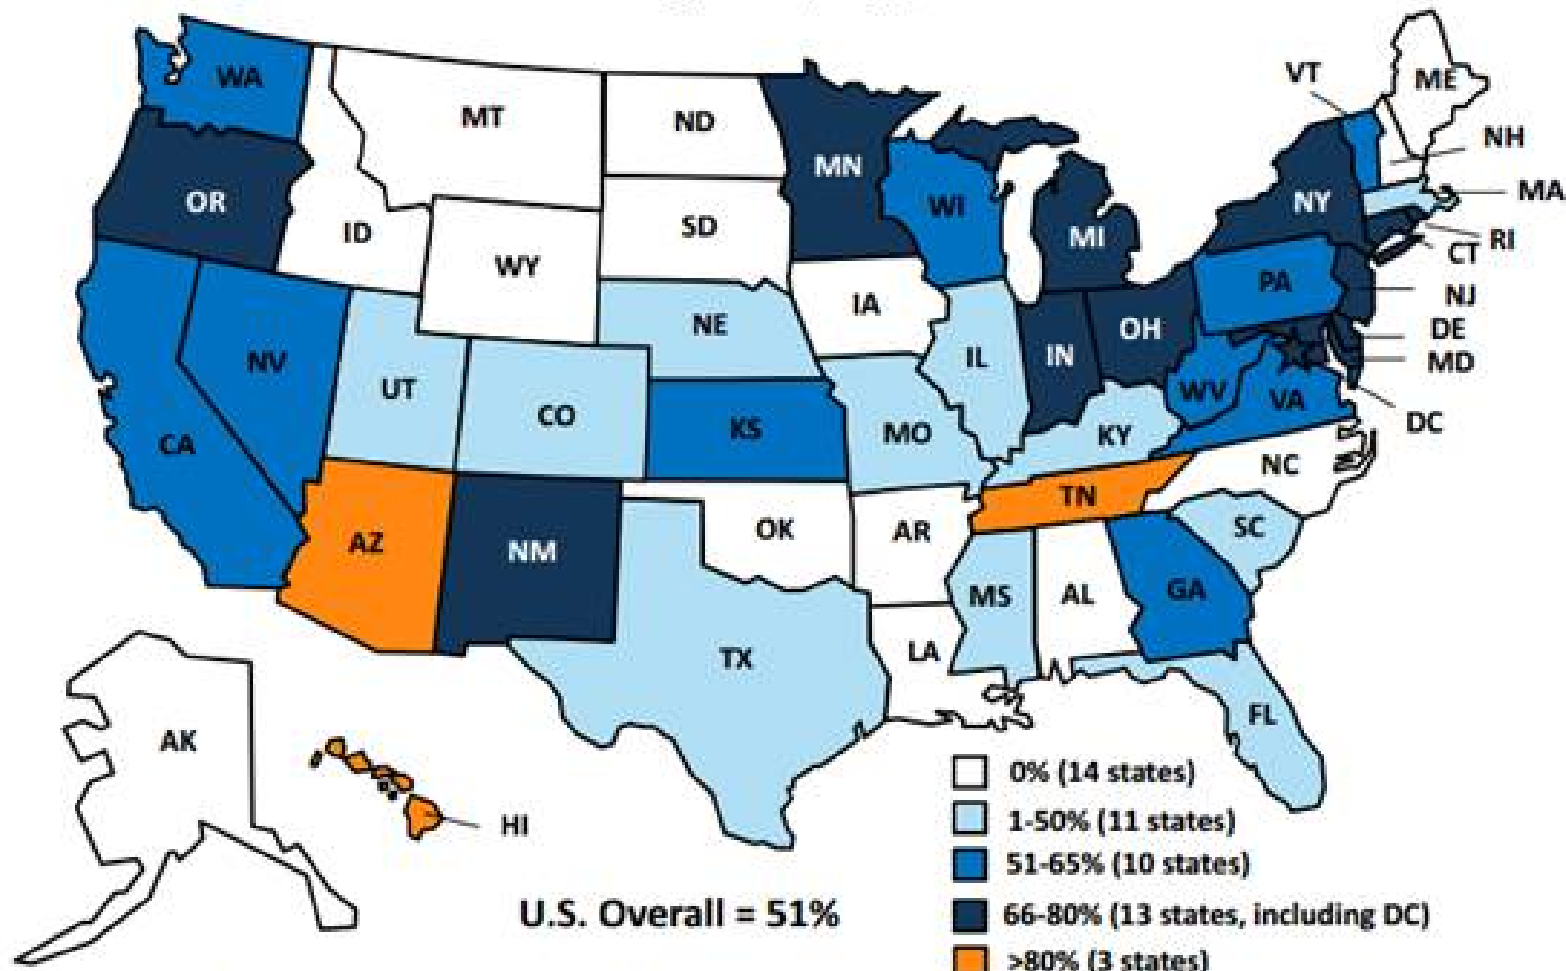 WA
MT
ND
MN
VT
ME
NH
OR
ID
WY
SD
WI
MI
NY
MA
RI
CT
NV
UT
NE
IA
PA
NJ
CA
CO
KS
MO
IL
IN
OH
WV
VA
DE
MD
DC
KY
NC
AZ
NM
OK
AR
TN
SC
TX
LA
MS
AL
GA
FL
AK
HI
0% (14 states)
1-50% (11 states)
51-65% (10 states)
66-80% (13 states, including DC)
>80% (3 states)
U.S. Overall = 51%